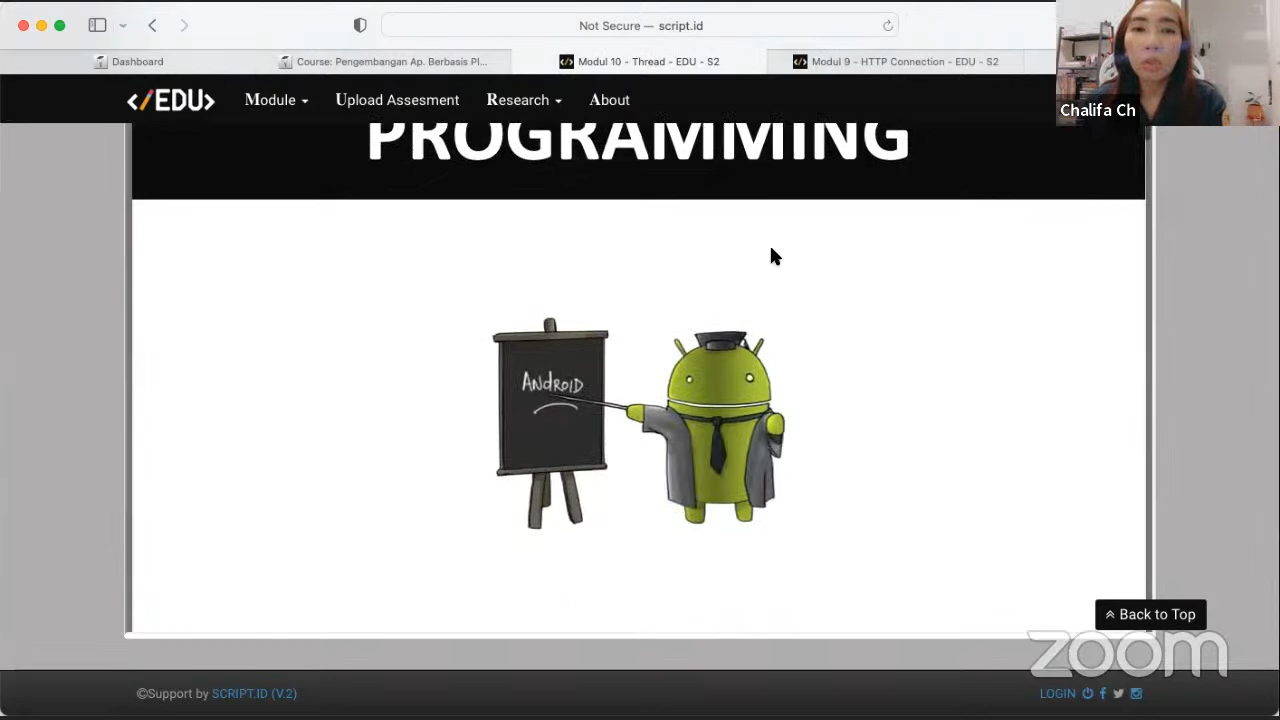 Not Secure — script.id
Dashboard
Course: Pengembangan Ap. Berbasis Pl...
Modul 10 - Thread - EDU - S2
Modul 9 - HTTP Connection - EDU - S2
</EDU>
Module
Upload Assesment
Research
About
Chalifa Ch
PROGRAMMING
ANdROID
Back to Top
zoom
©Support by SCRIPT.ID (V.2)
LOGIN